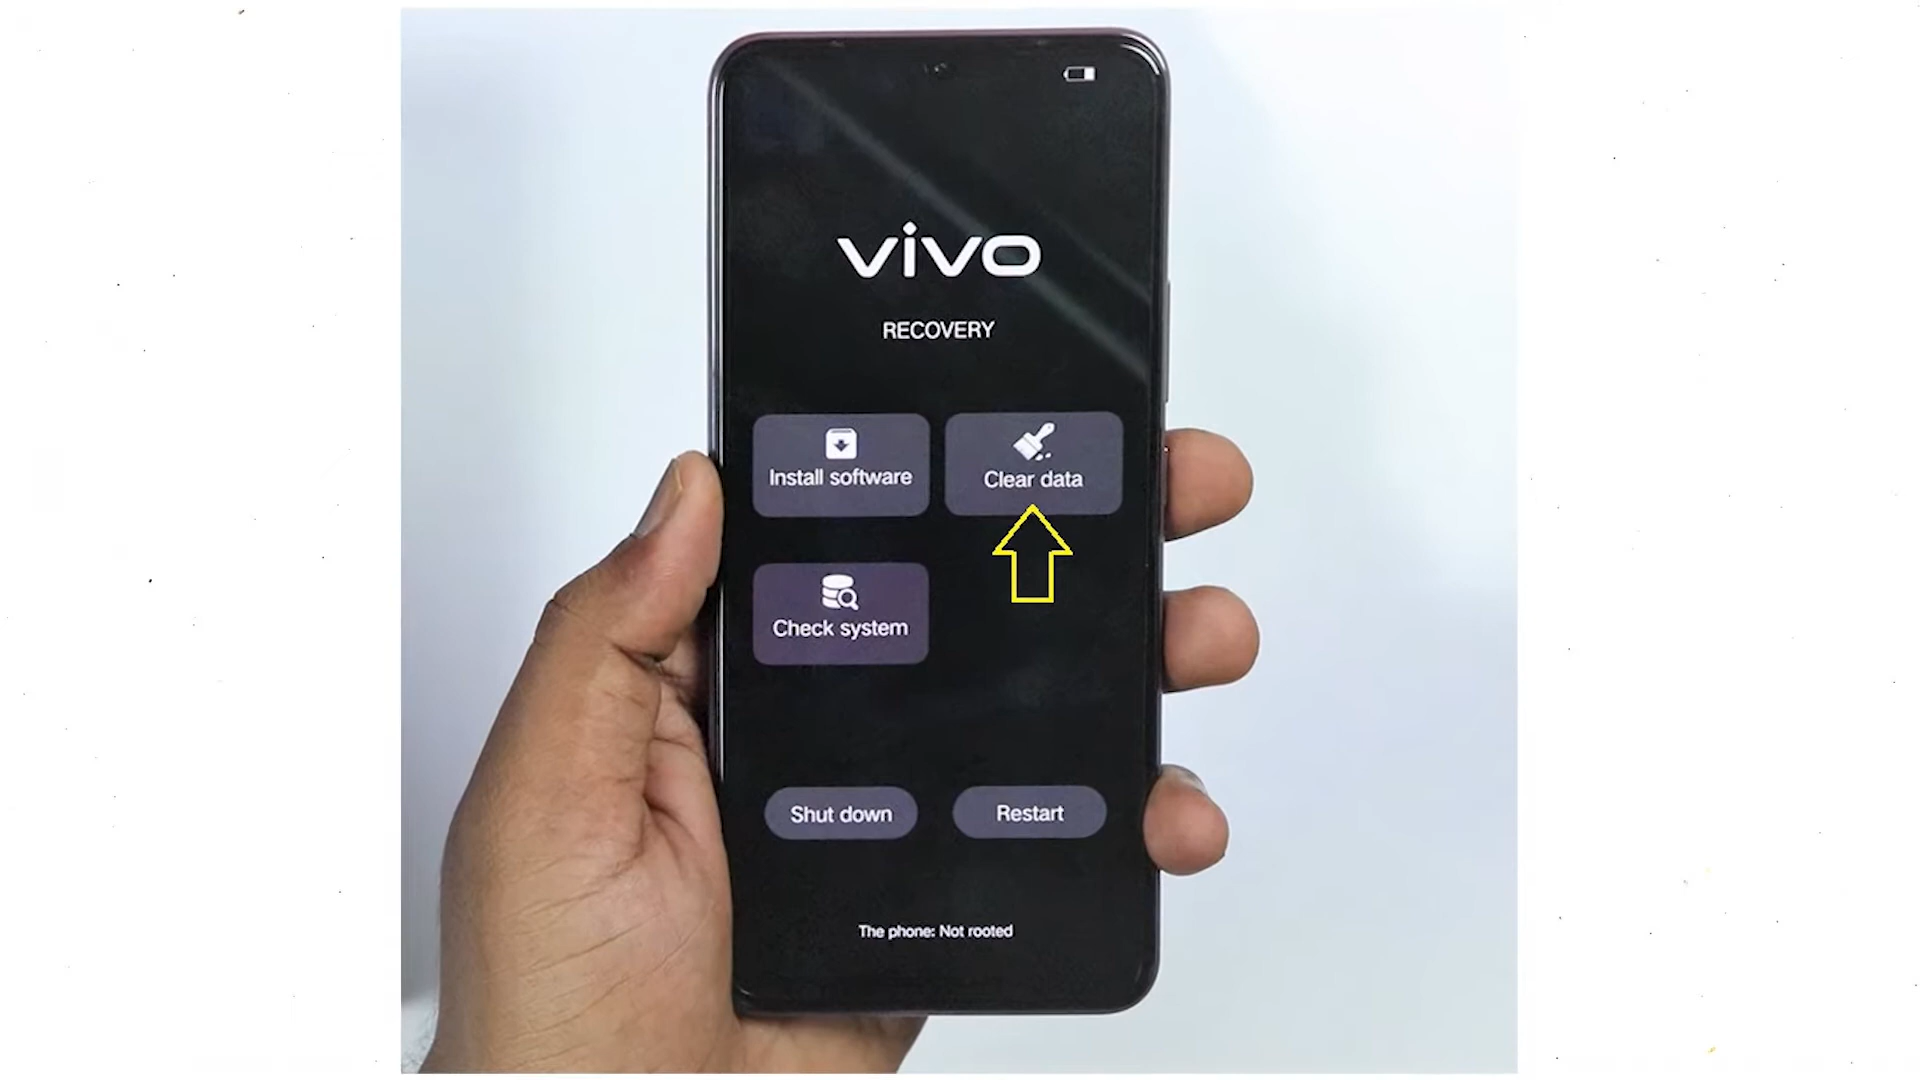 vivo
RECOVERY
Install software
Clear data
Check system
Shut down
Restart
The phone: Not rooted